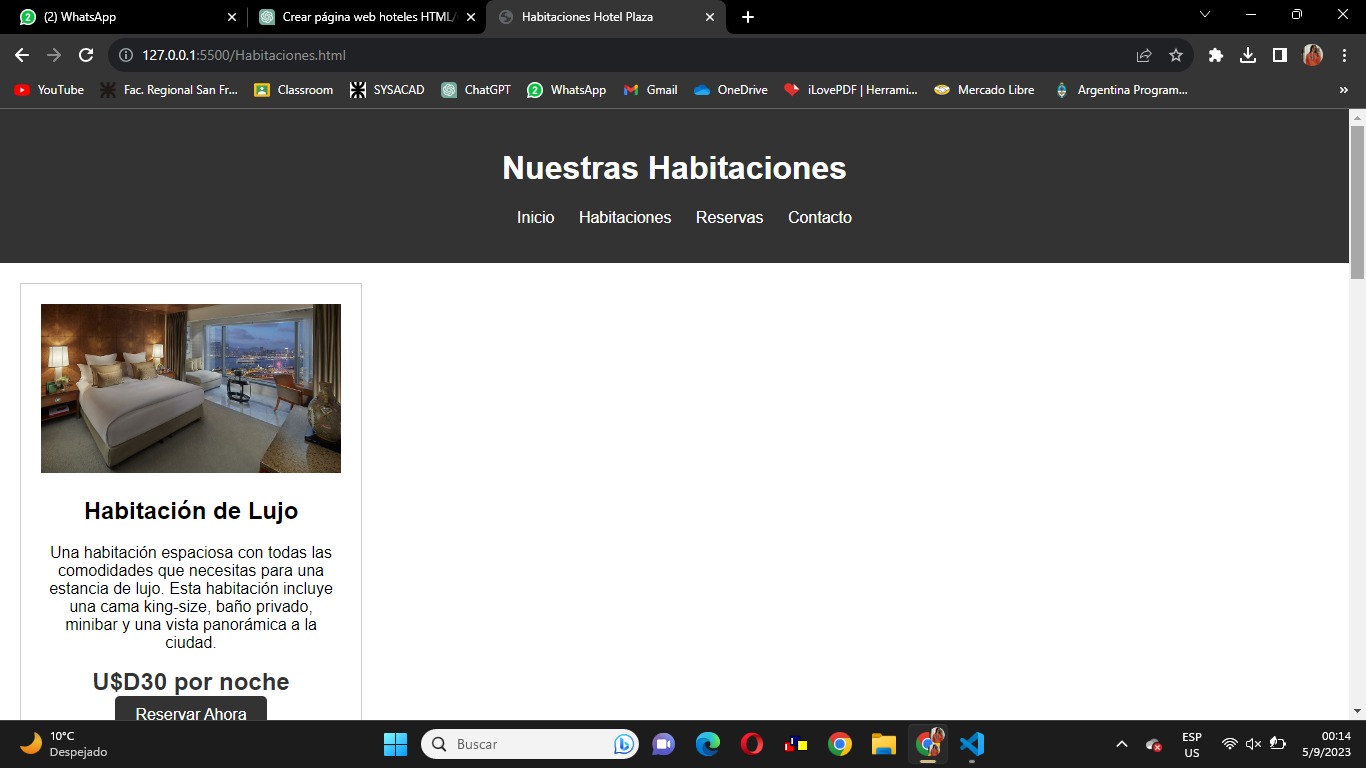 (2) WhatsApp
Crear página web hoteles HTML/
Habitaciones Hotel Plaza
127.0.0.1:5500/Habitaciones.html
YouTube
Fac. Regional San Fr...
Classroom
SYSACAD
ChatGPT
2
WhatsApp
Gmail
OneDrive
iLovePDF | Herrami...
Mercado Libre
Argentina Program...
»
Nuestras Habitaciones
Inicio Habitaciones Reservas Contacto
Habitación de Lujo
Una habitación espaciosa con todas las
comodidades que necesitas para una
estancia de lujo. Esta habitación incluye
una cama king-size, baño privado,
minibar y una vista panorámica a la
ciudad.
U$D30 por noche
Reservar Ahora
10°C
Despejado
Buscar
ESP
US
00:14
5/9/2023